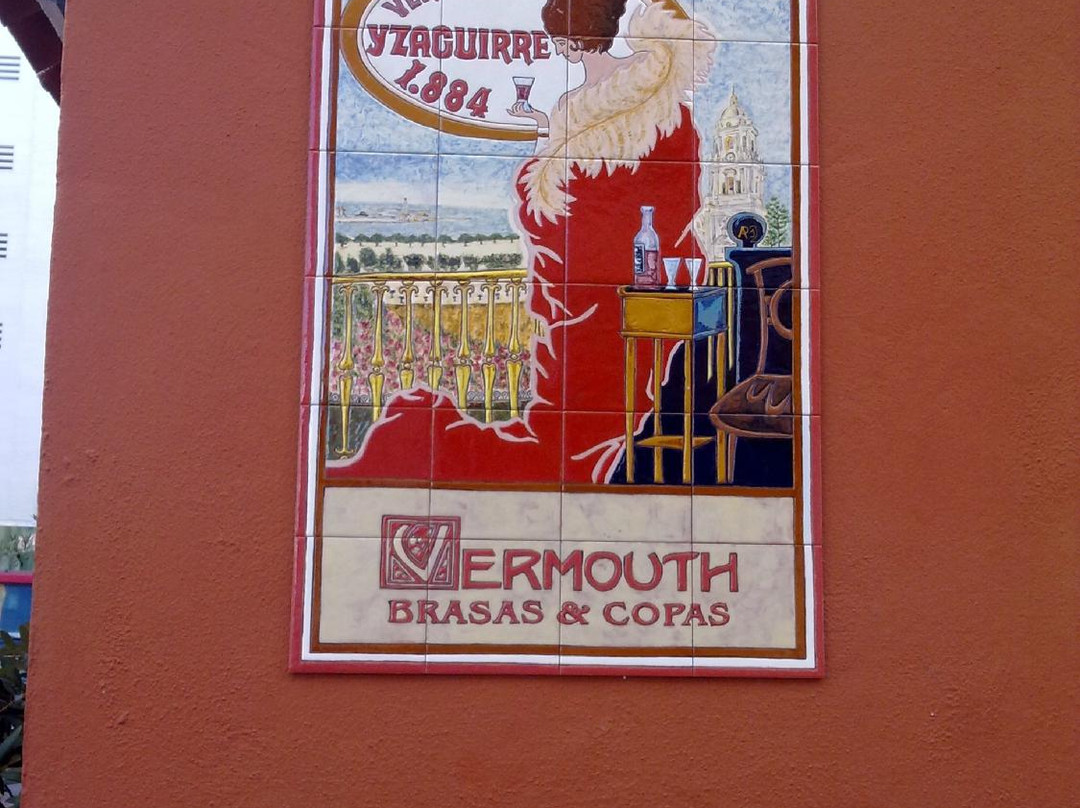 YZAGUIRRE
1.884
VERMOUTH
BRASAS & COPAS